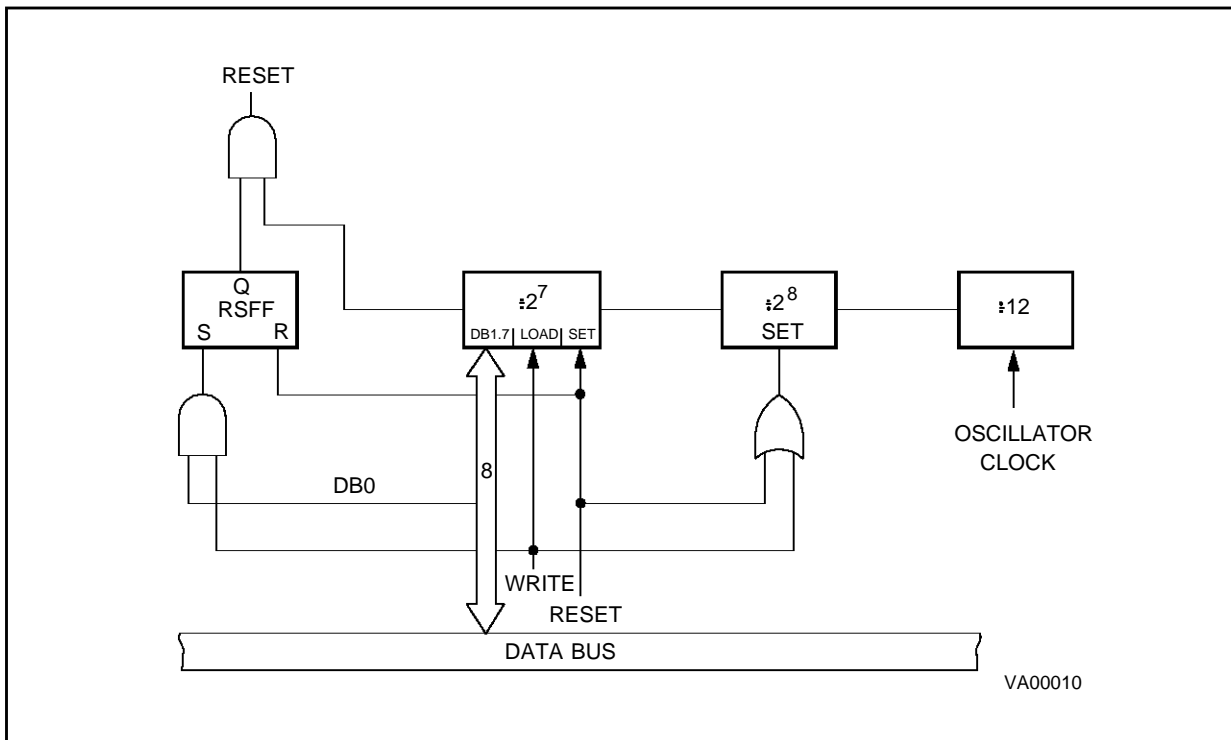 RESET
Q
RSFF
S R
÷2⁷
DB1.7 LOAD SET
÷2⁸
SET
÷12
OSCILLATOR
CLOCK
8
DB0
WRITE
RESET
DATA BUS
VA00010